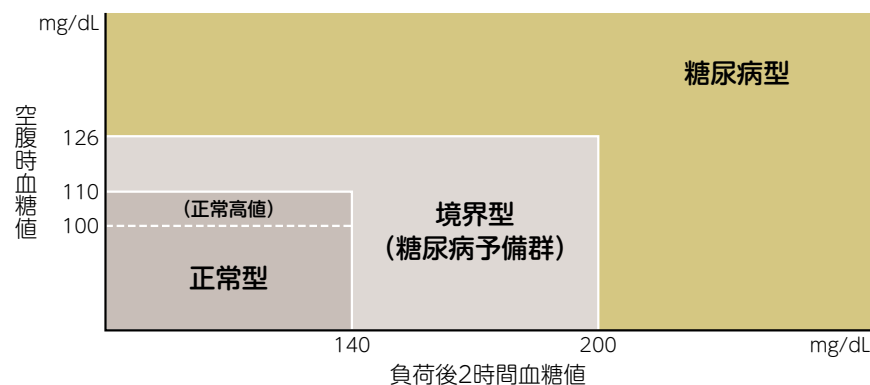 mg/dL
糖尿病型
空腹時血糖値
126
110
(正常高値)
100
境界型
(糖尿病予備群)
正常型
140
200
mg/dL
負荷後2時間血糖値